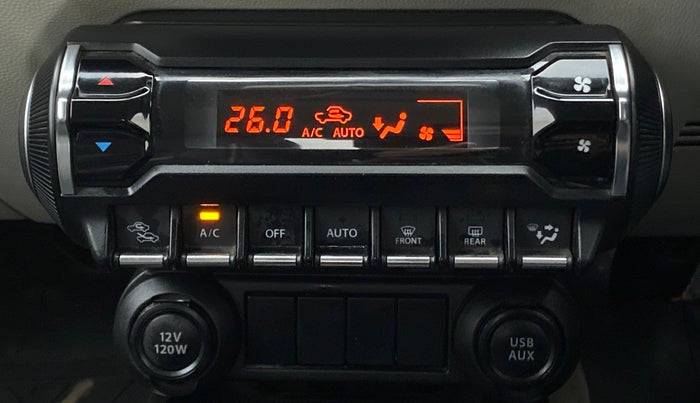 26.0
A/C AUTO
A/C
OFF
AUTO
FRONT
REAR
12V
120W
USB
AUX